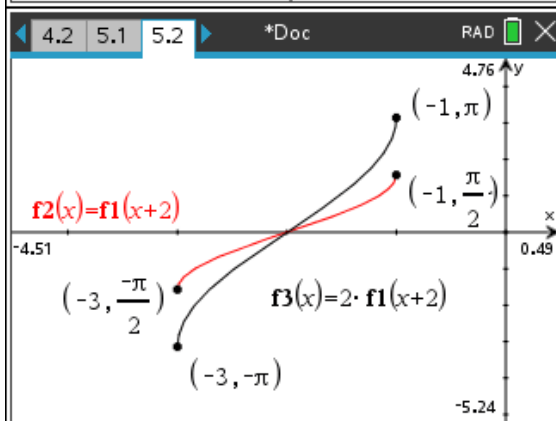 4.2 5.1 5.2 *Doc RAD
4.76 y
(-1,π)
(-1,π/2)
f2(x)=f1(x+2)
x
-4.51 0.49
(-3,-π/2)
f3(x)=2·f1(x+2)
(-3,-π)
-5.24